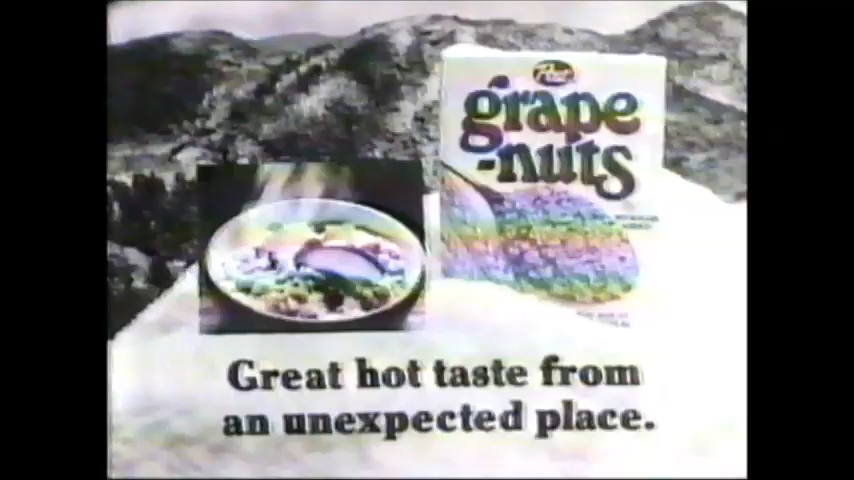 Post
grape
-nuts
Great hot taste from
an unexpected place.